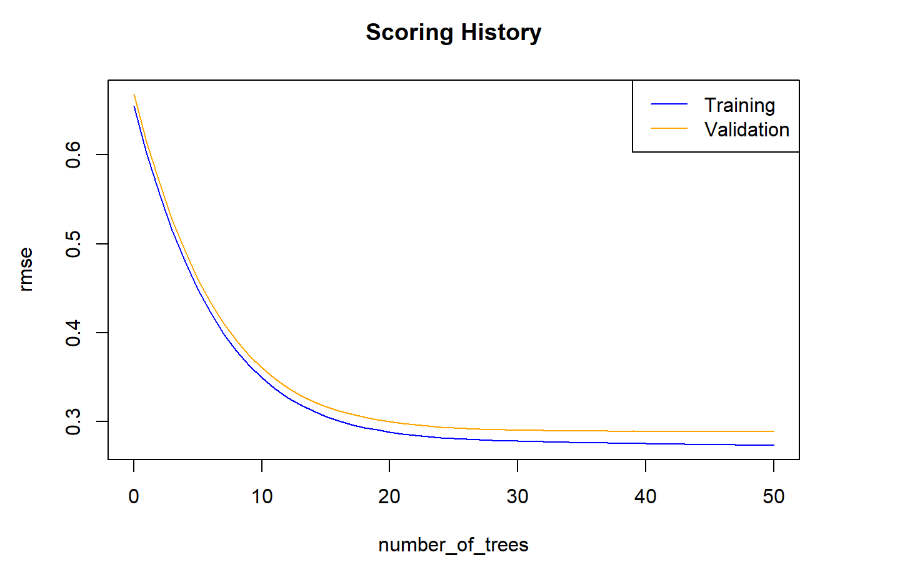 Scoring History
Training
Validation
rmse
0.6
0.5
0.4
0.3
0 10 20 30 40 50
number_of_trees